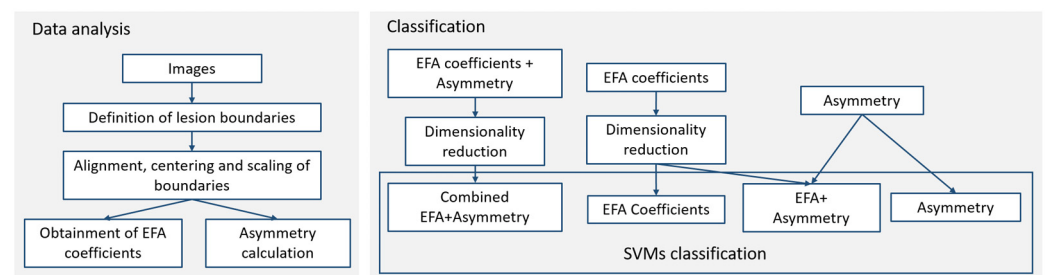 Data analysis
Images
Definition of lesion boundaries
Alignment, centering and scaling of
boundaries
Obtainment of EFA
coefficients
Asymmetry
calculation
Classification
EFA coefficients +
Asymmetry
EFA coefficients
Asymmetry
Dimensionality
reduction
Dimensionality
reduction
Combined
EFA+Asymmetry
EFA Coefficients
EFA+
Asymmetry
Asymmetry
SVMs classification